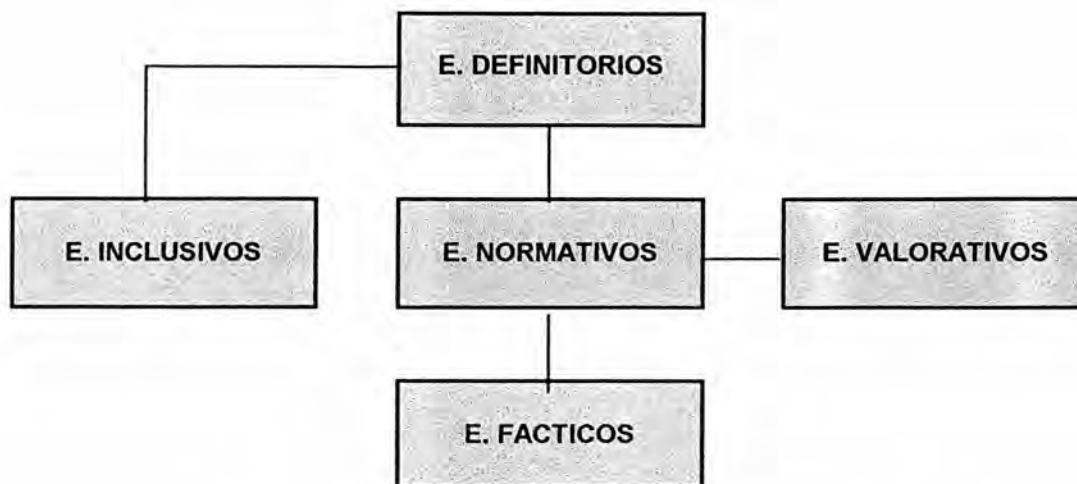 E. DEFINITORIOS
E. INCLUSIVOS
E. NORMATIVOS
E. VALORATIVOS
E. FACTICOS